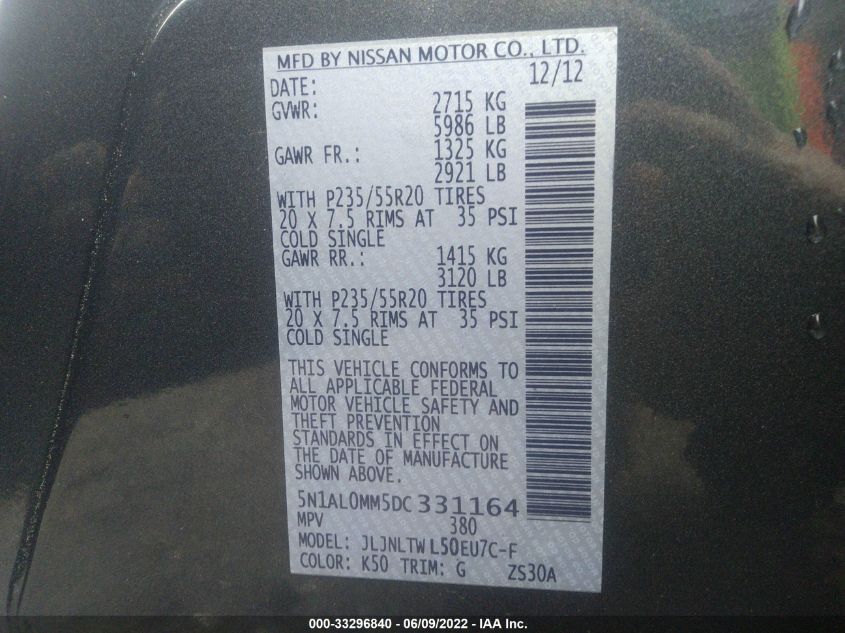 MFD BY NISSAN MOTOR CO., LTD.
DATE: 12/12
GVWR: 2715 KG
5986 LB
GAWR FR.: 1325 KG
2921 LB
WITH P235/55R20 TIRES
20 X 7.5 RIMS AT 35 PSI
COLD SINGLE
GAWR RR.: 1415 KG
3120 LB
WITH P235/55R20 TIRES
20 X 7.5 RIMS AT 35 PSI
COLD SINGLE
THIS VEHICLE CONFORMS TO
ALL APPLICABLE FEDERAL
MOTOR VEHICLE SAFETY AND
THEFT PREVENTION
STANDARDS IN EFFECT ON
THE DATE OF MANUFACTURE
SHOWN ABOVE.
5N1AL0MM5DC331164
MPV 380
MODEL: JLJNLTWL50EU7C-F
COLOR: K50 TRIM: G ZS30A
000-33296840 - 06/09/2022 - IAA Inc.